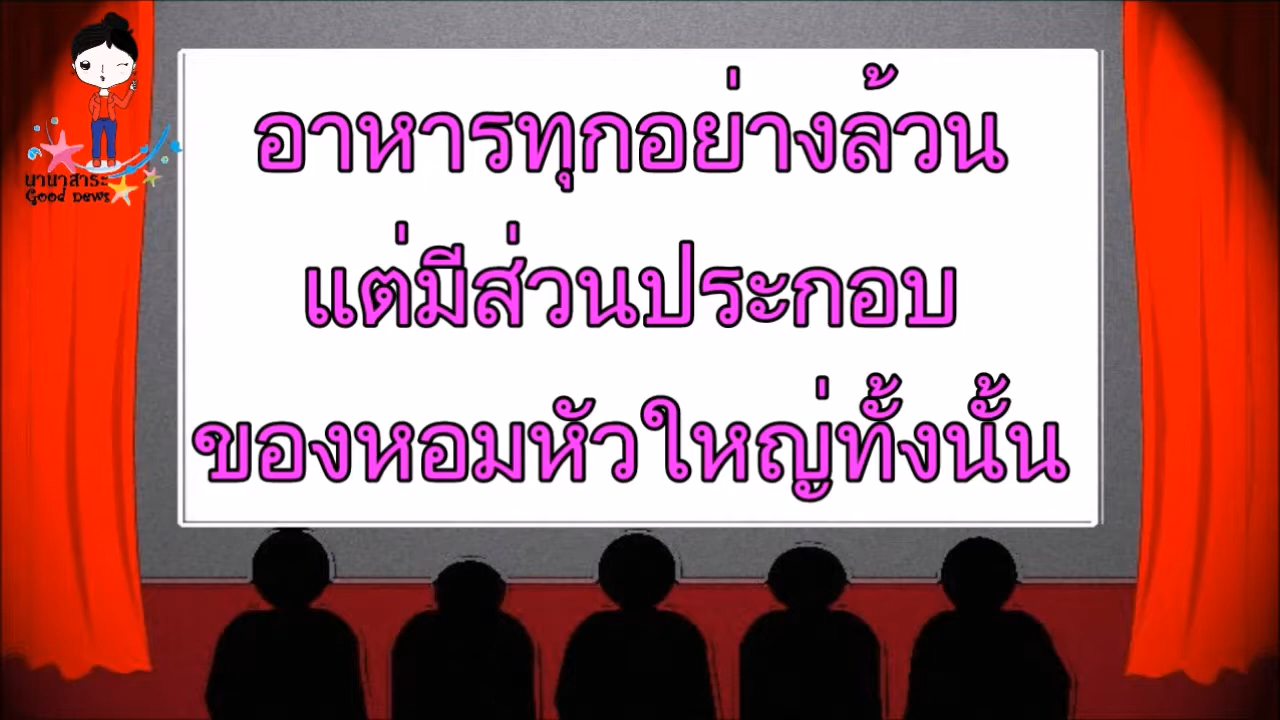 นานาสาระ
Good news
อาหารทุกอย่างล้วน
แต่มีส่วนประกอบ
ของหอมหัวใหญ่ทั้งนั้น